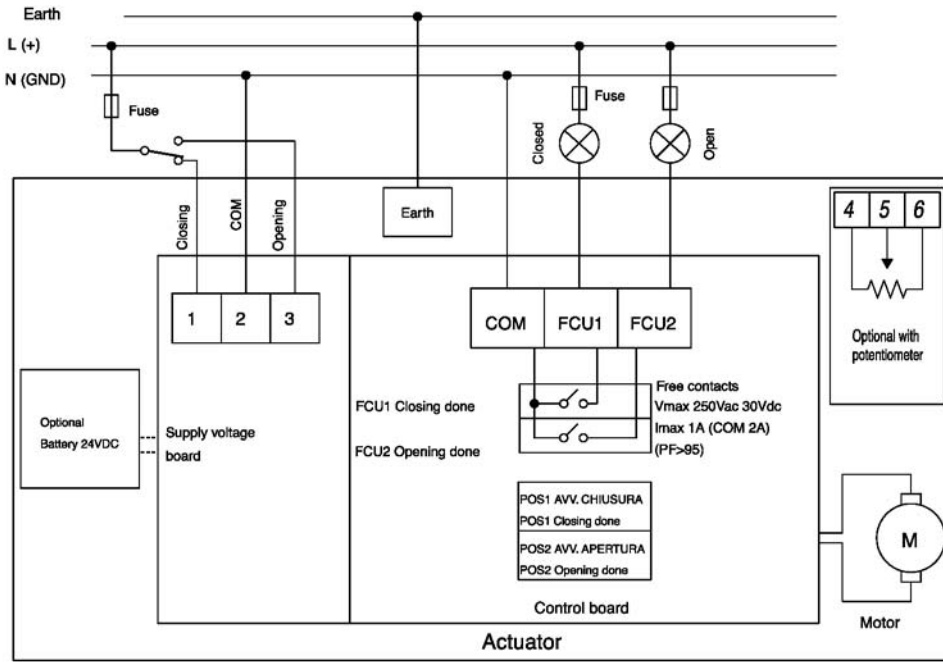 Earth
L (+)
N (GND)
Fuse
Fuse
Closed
Open
Closing
COM
Opening
Earth
4 5 6
Optional with
potentiometer
1 2 3
COM FCU1 FCU2
Free contacts
Vmax 250Vac 30Vdc
Imax 1A (COM 2A)
(PF>95)
FCU1 Closing done
FCU2 Opening done
Optional
Battery 24VDC
Supply voltage
board
POS1 AVV. CHIUSURA
POS1 Closing done
POS2 AVV. APERTURA
POS2 Opening done
Control board
M
Motor
Actuator